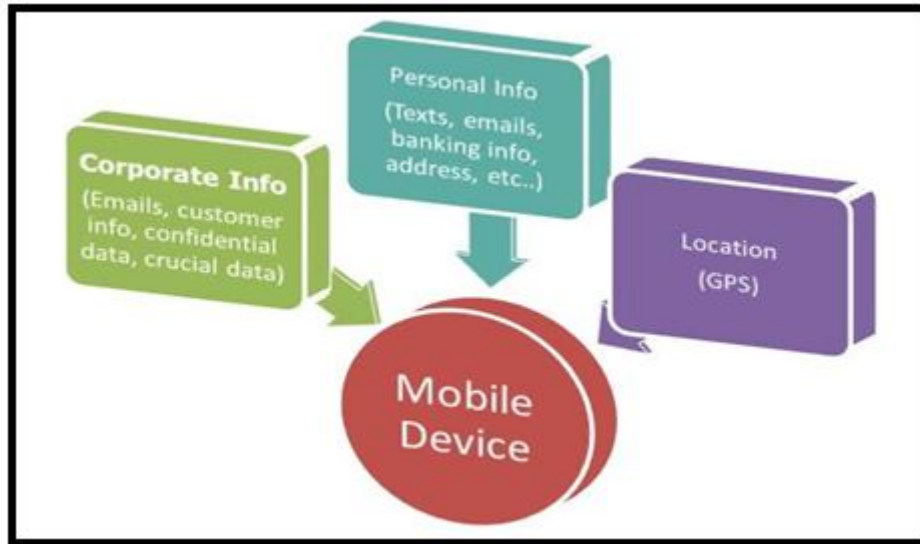 Personal Info
(Texts, emails,
banking info,
address, etc..)
Corporate Info
(Emails, customer
info, confidential
data, crucial data)
Location
(GPS)
Mobile
Device